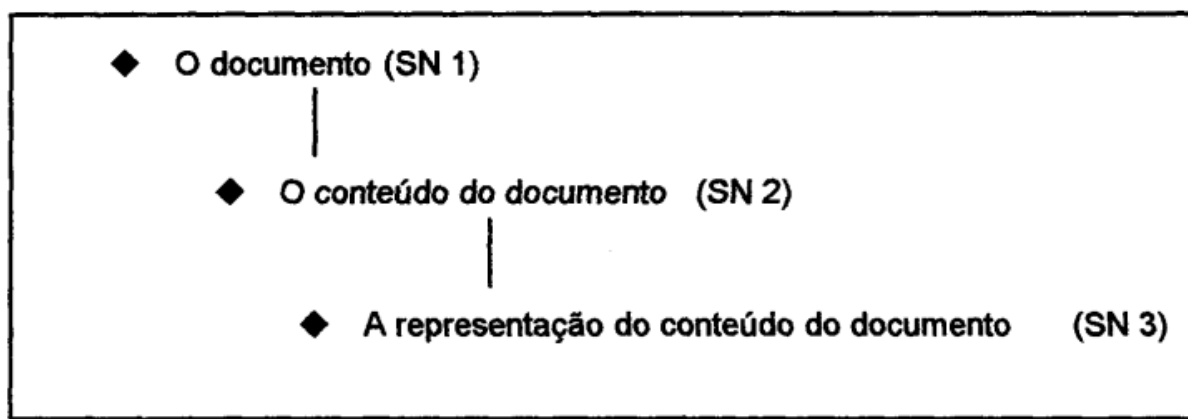 ◆ O documento (SN 1)
◆ O conteúdo do documento (SN 2)
◆ A representação do conteúdo do documento (SN 3)